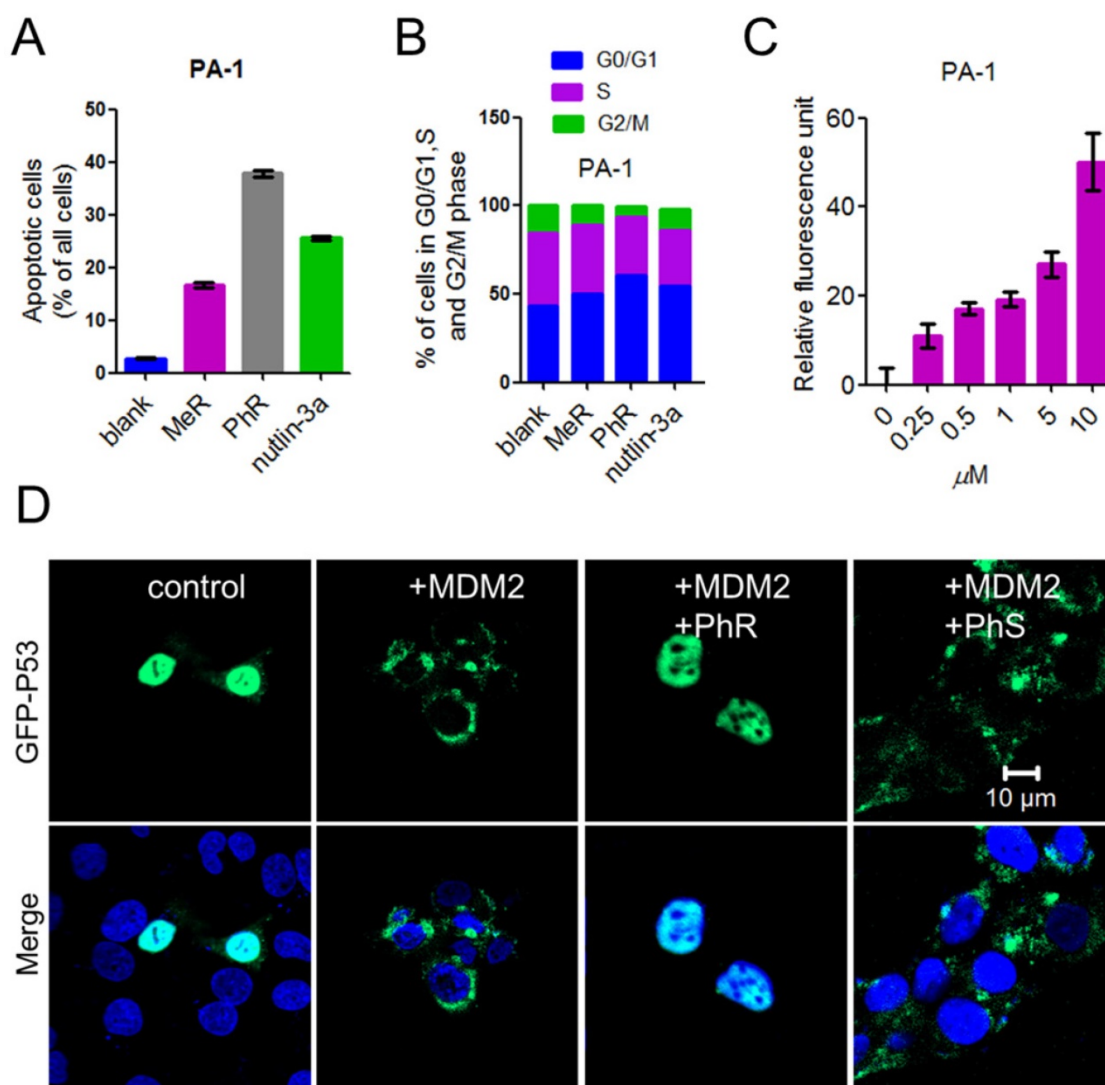 A
PA-1
Apoptotic cells
(% of all cells)
50
40
30
20
10
0
blank
MeR
PhR
nutlin-3a
B
G0/G1
S
G2/M
PA-1
% of cells in G0/G1,S
and G2/M phase
150
100
50
0
blank
MeR
PhR
nutlin-3a
C
PA-1
Relative fluorescence unit
60
40
20
0
0
0.25
0.5
1
5
10
μM
D
GFP-P53
control
+MDM2
+MDM2
+PhR
+MDM2
+PhS
10 μm
Merge